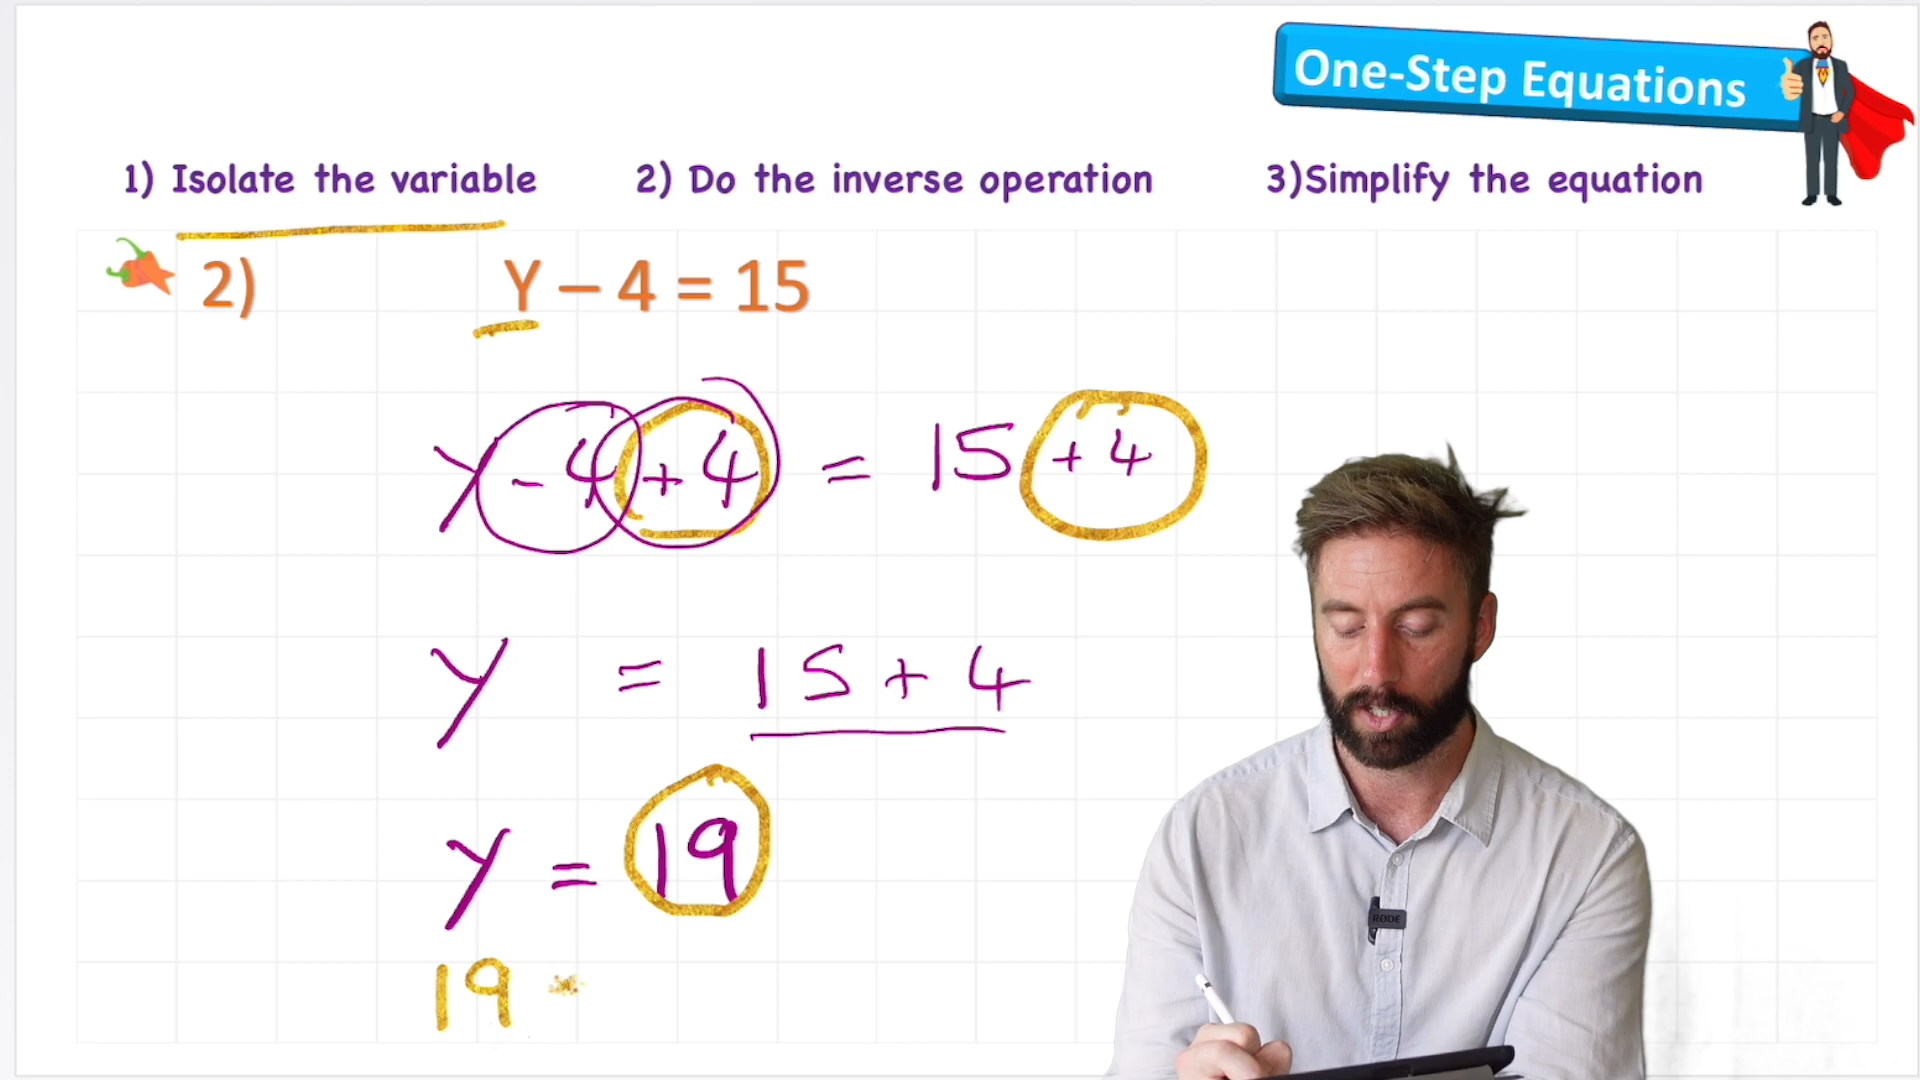 One-Step Equations
1) Isolate the variable 2) Do the inverse operation 3)Simplify the equation
2) Y – 4 = 15
y - 4 + 4 = 15 + 4
y = 15 + 4
y = 19
19
RØDE